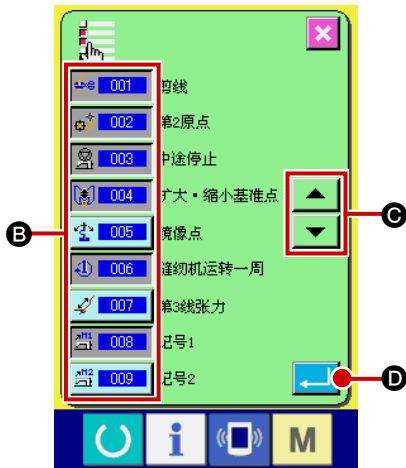 001 剪线
002 第2原点
003 中途停止
004 扩大・缩小基准点
B 005 镜像点 C
006 缝纫机运转一周
007 第3线张力
M1 008 记号1
M2 009 记号2 D
i M